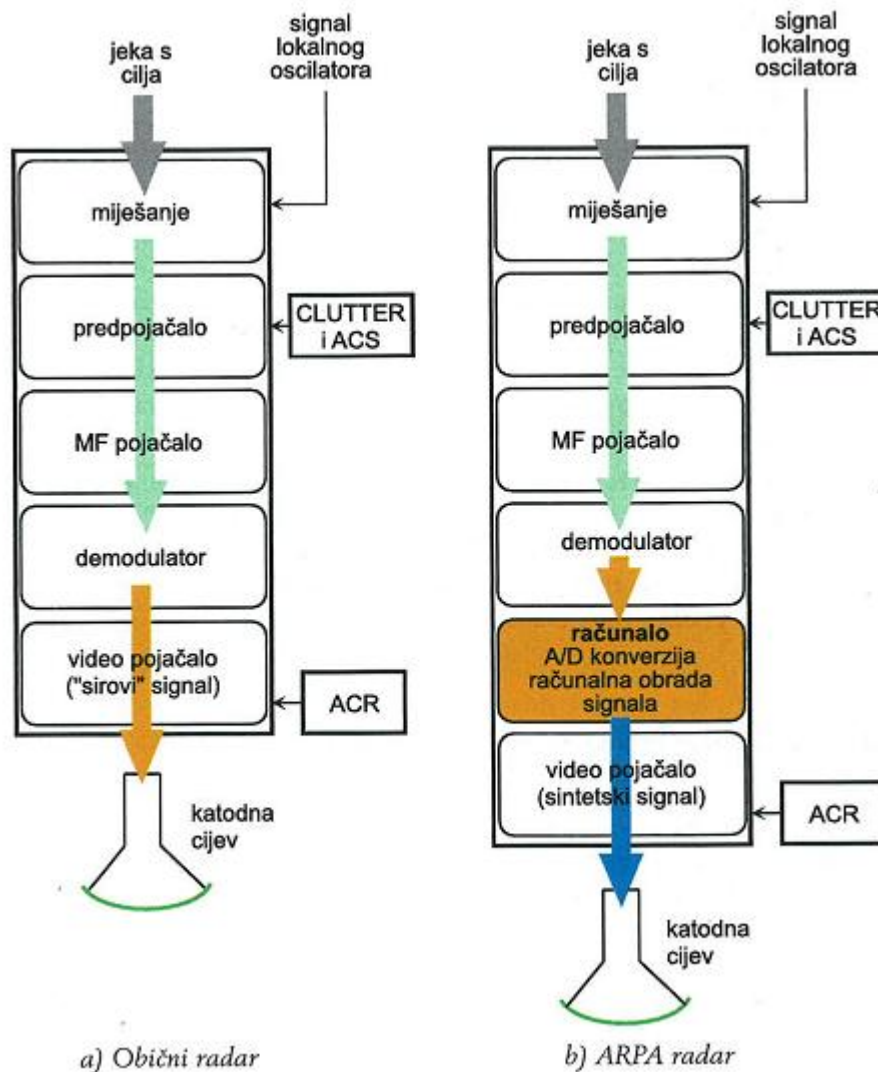 jeka s
cilja
signal
lokalnog
oscilatora
miješanje
predpojačalo
CLUTTER
i ACS
MF pojačalo
demodulator
video pojačalo
("sirovi" signal)
ACR
katodna
cijev
a) Obični radar
jeka s
cilja
signal
lokalnog
oscilatora
miješanje
predpojačalo
CLUTTER
i ACS
MF pojačalo
demodulator
računalo
A/D konverzija
računalna obrada
signala
video pojačalo
(sintetski signal)
ACR
katodna
cijev
b) ARPA radar